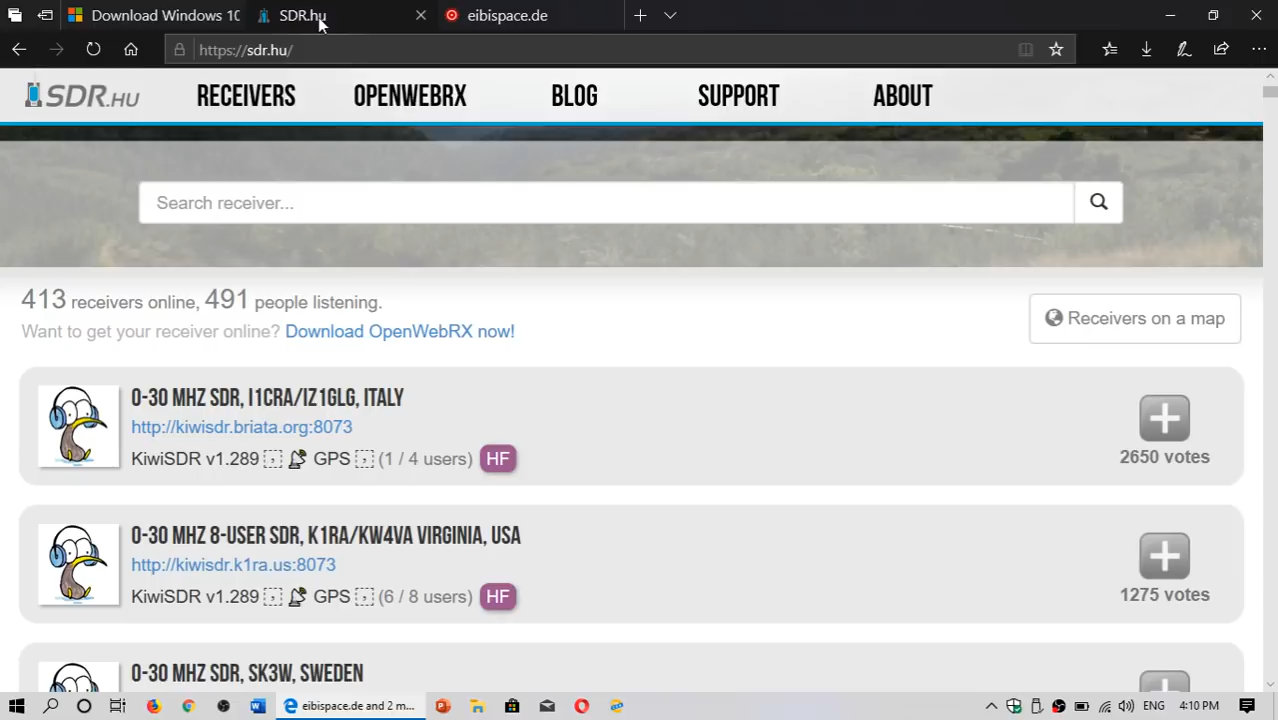 Download Windows 10
SDR.hu
eibispace.de
https://sdr.hu/
SDR.HU
RECEIVERS
OPENWEBRX
BLOG
SUPPORT
ABOUT
Search receiver...
413 receivers online, 491 people listening.
Want to get your receiver online? Download OpenWebRX now!
Receivers on a map
0-30 MHZ SDR, I1CRA/IZ1GLG, ITALY
http://kiwisdr.briata.org:8073
KiwiSDR v1.289 , GPS , (1 / 4 users) HF
2650 votes
0-30 MHZ 8-USER SDR, K1RA/KW4VA VIRGINIA, USA
http://kiwisdr.k1ra.us:8073
KiwiSDR v1.289 , GPS , (6 / 8 users) HF
1275 votes
0-30 MHZ SDR, SK3W, SWEDEN
eibispace.de and 2 m...
ENG
4:10 PM